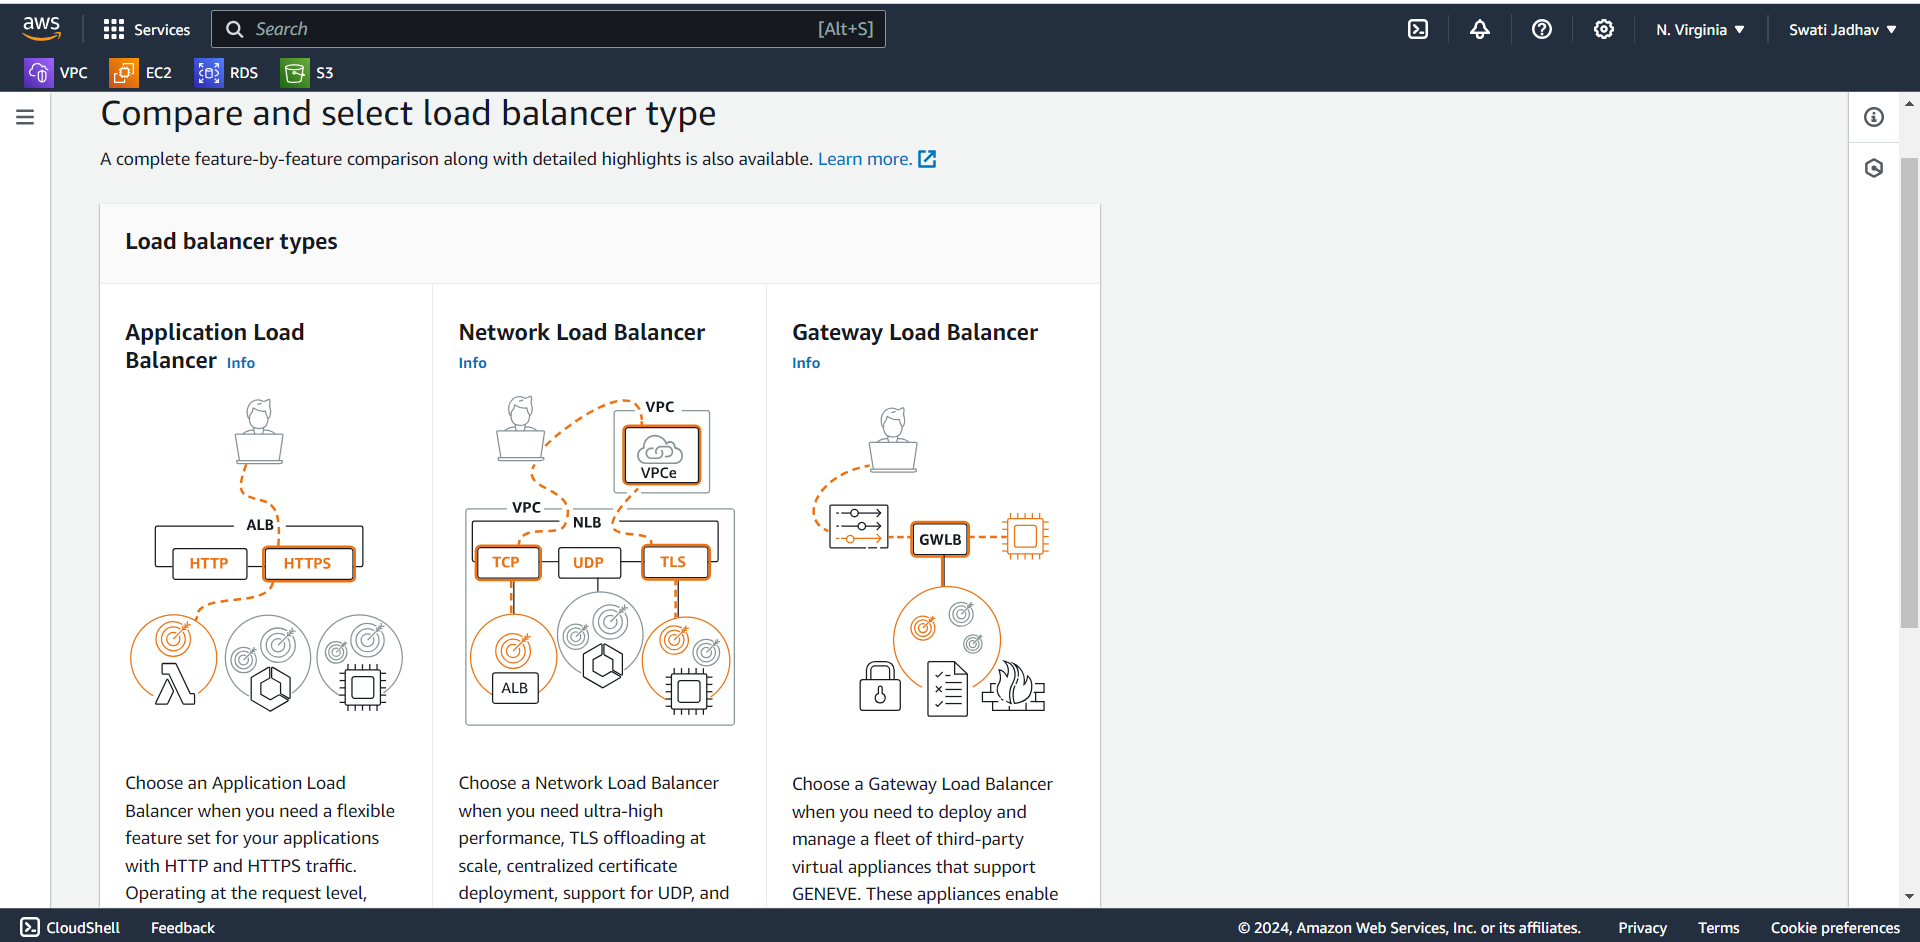 aws
Services
Search
[Alt+S]
N. Virginia
Swati Jadhav
VPC
EC2
RDS
S3
Compare and select load balancer type
A complete feature-by-feature comparison along with detailed highlights is also available. Learn more.
Load balancer types
Application Load
Balancer Info
ALB
HTTP
HTTPS
Choose an Application Load
Balancer when you need a flexible
feature set for your applications
with HTTP and HTTPS traffic.
Operating at the request level,
Network Load Balancer
Info
VPC
VPCe
VPC
NLB
TCP
UDP
TLS
ALB
Choose a Network Load Balancer
when you need ultra-high
performance, TLS offloading at
scale, centralized certificate
deployment, support for UDP, and
Gateway Load Balancer
Info
GWLB
Choose a Gateway Load Balancer
when you need to deploy and
manage a fleet of third-party
virtual appliances that support
GENEVE. These appliances enable
CloudShell
Feedback
© 2024, Amazon Web Services, Inc. or its affiliates.
Privacy
Terms
Cookie preferences